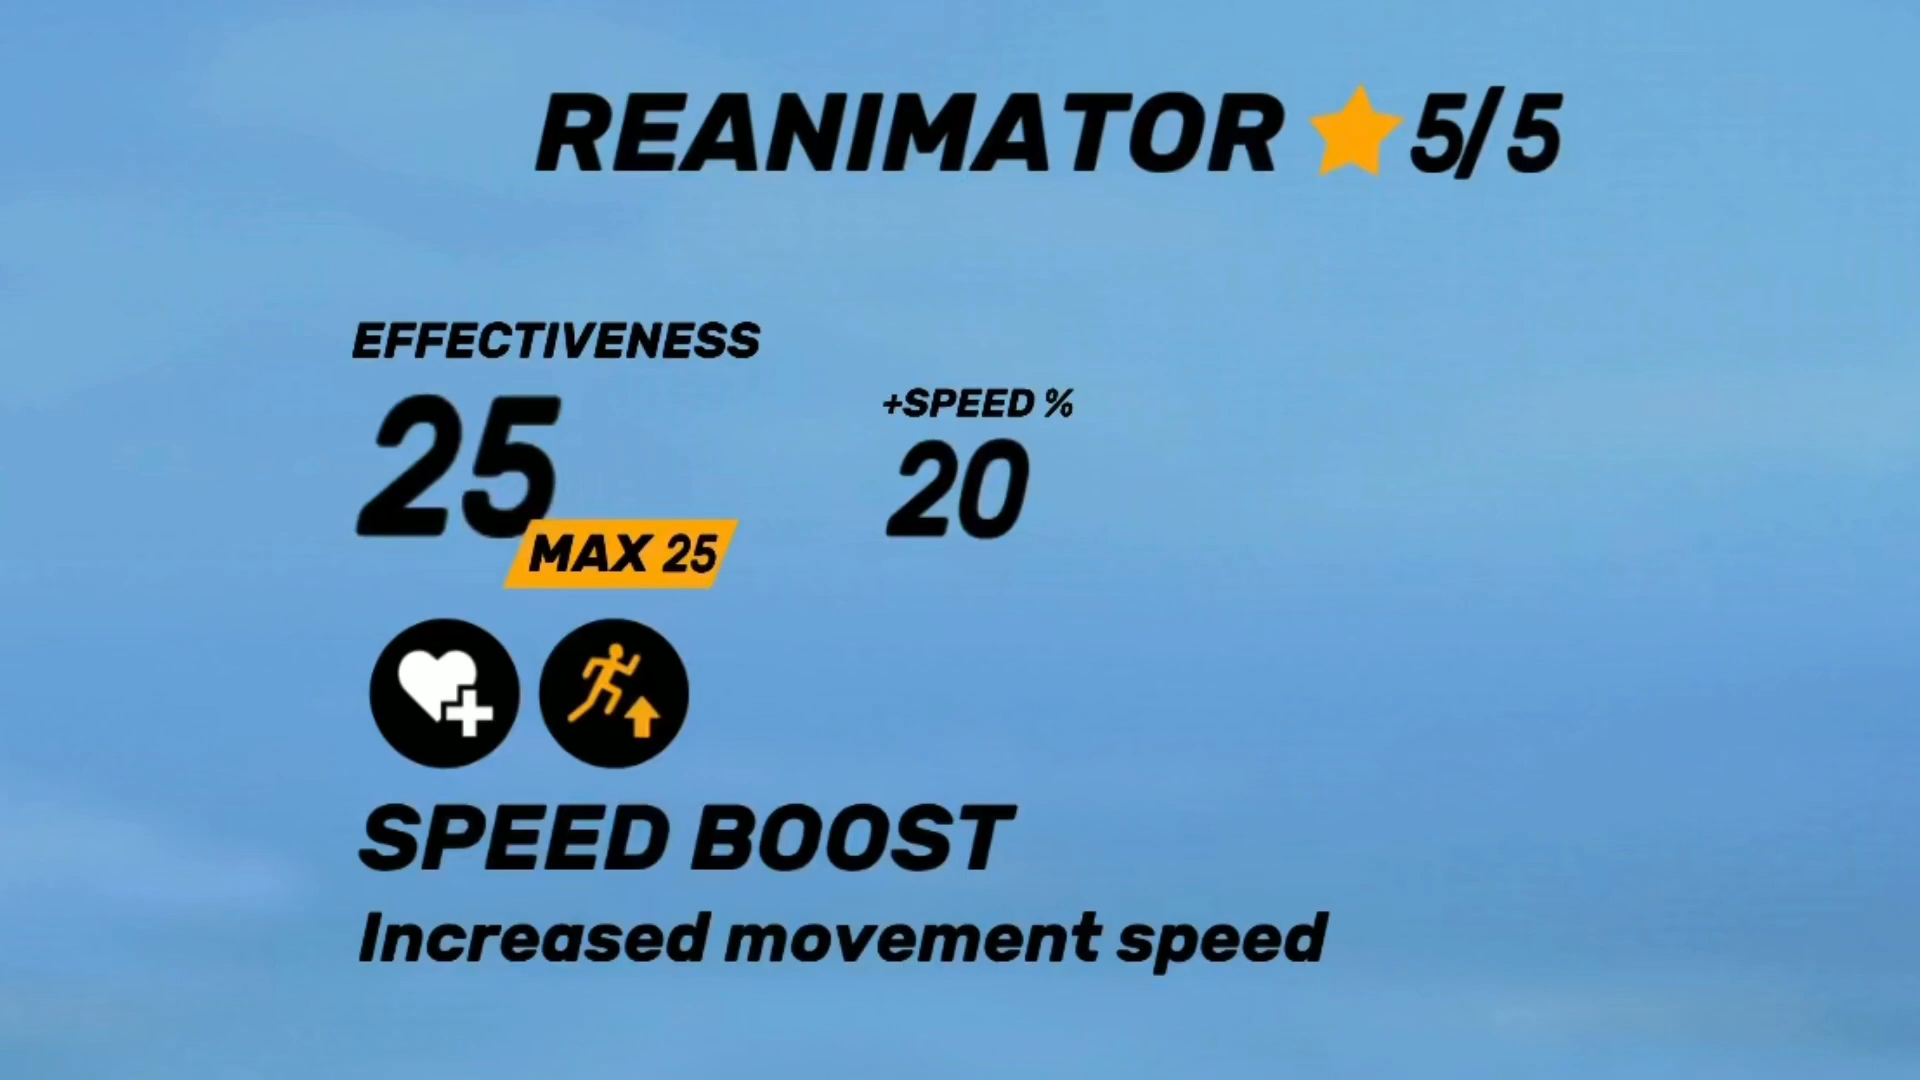 REANIMATOR 5/5
EFFECTIVENESS
25
MAX 25
+SPEED %
20
SPEED BOOST
Increased movement speed